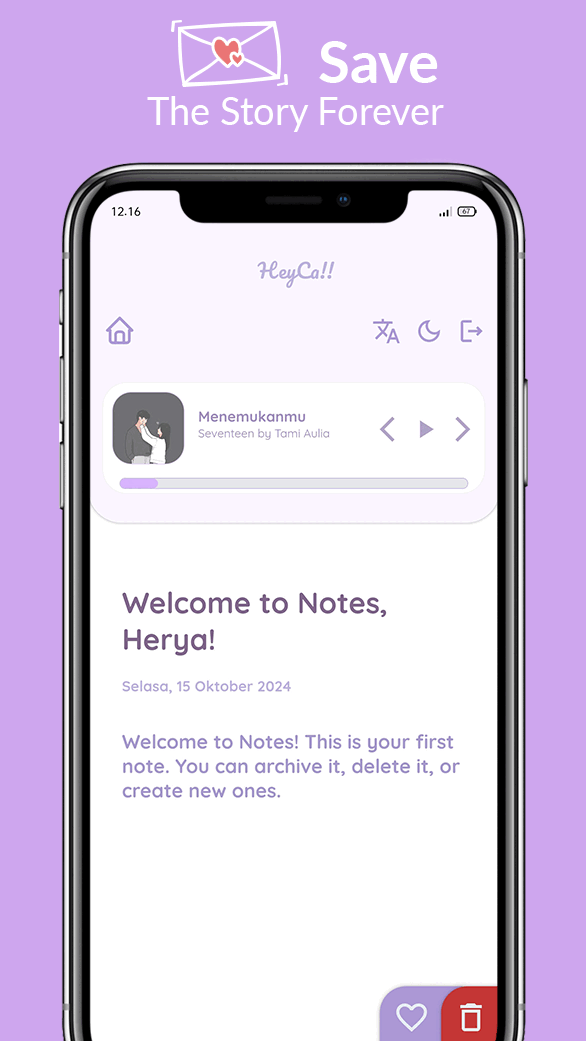 Save
The Story Forever
12.16
67
HeyCa!!
Menemukanmu
Seventeen by Tami Aulia
Welcome to Notes,
Herya!
Selasa, 15 Oktober 2024
Welcome to Notes! This is your first
note. You can archive it, delete it, or
create new ones.